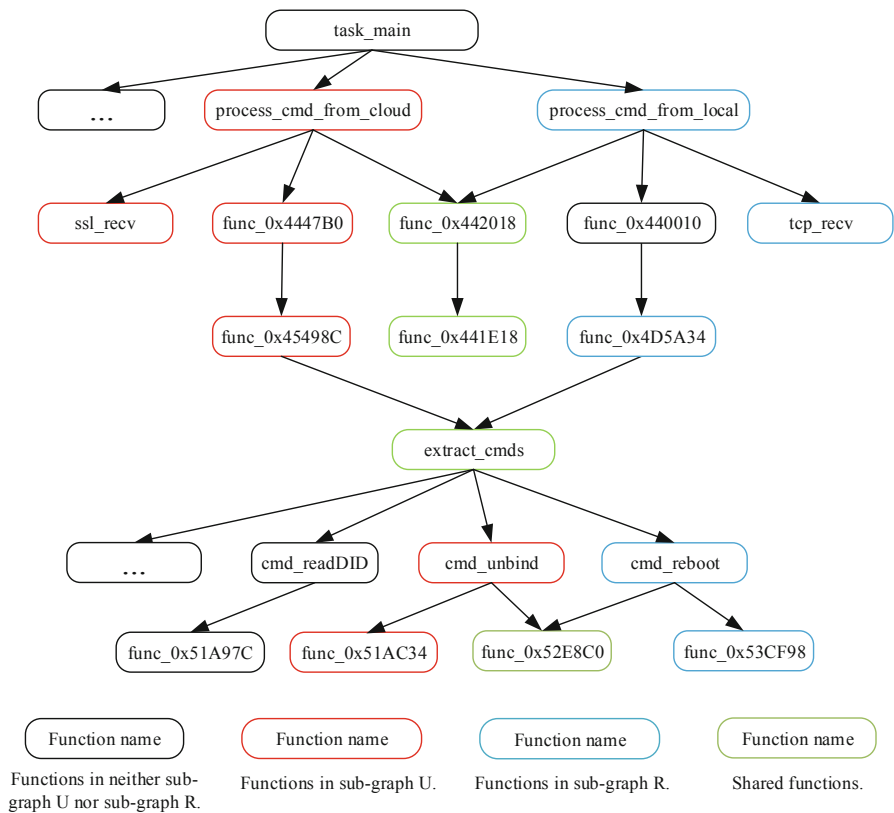 task_main
...
process_cmd_from_cloud
process_cmd_from_local
ssl_recv
func_0x4447B0
func_0x442018
func_0x440010
tcp_recv
func_0x45498C
func_0x441E18
func_0x4D5A34
extract_cmds
...
cmd_readDID
cmd_unbind
cmd_reboot
func_0x51A97C
func_0x51AC34
func_0x52E8C0
func_0x53CF98
Function name
Function name
Function name
Function name
Functions in neither sub-
graph U nor sub-graph R.
Functions in sub-graph U.
Functions in sub-graph R.
Shared functions.